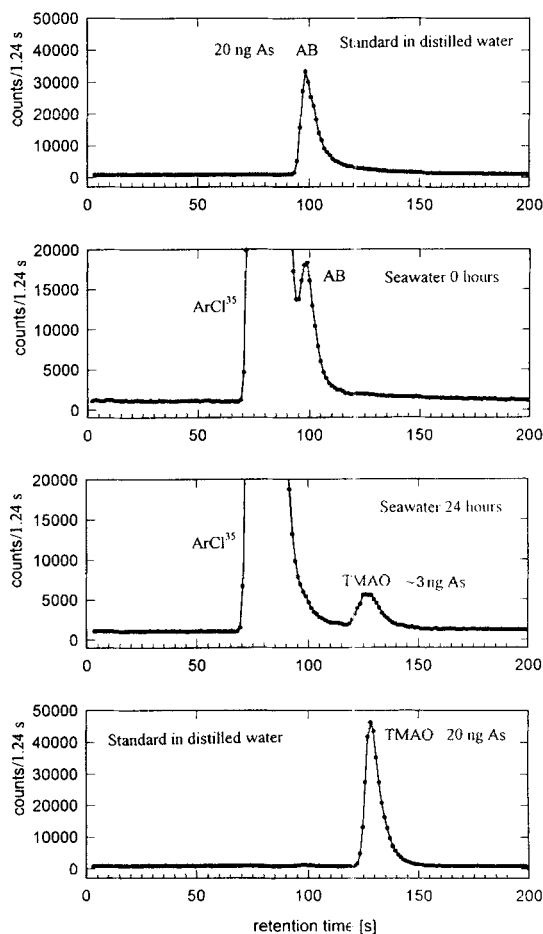 50000
40000
30000
20000
10000
0
counts/1.24 s
20 ng As AB Standard in distilled water
0 50 100 150 200
20000
15000
10000
5000
0
counts/1.24 s
ArCl³⁵
AB
Seawater 0 hours
0 50 100 150 200
20000
15000
10000
5000
0
counts/1.24 s
ArCl³⁵
Seawater 24 hours
TMAO ~3 ng As
0 50 100 150 200
50000
40000
30000
20000
10000
0
counts/1.24 s
Standard in distilled water
TMAO 20 ng As
0 50 100 150 200
retention time [s]